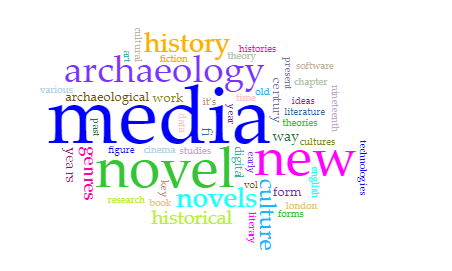 history
histories
cultural
art
fiction
theory
archaeology
software
present
chapter
century
nineteenth
various
archaeological
work
it's
time
old
ideas
literature
media
past
data
fi
year
theories
way
cultures
years
genres
figure
cinema
studies
digital
early
new
technologies
novel
key
vol
english
culture
form
novels
research
book
london
historical
literary
forms